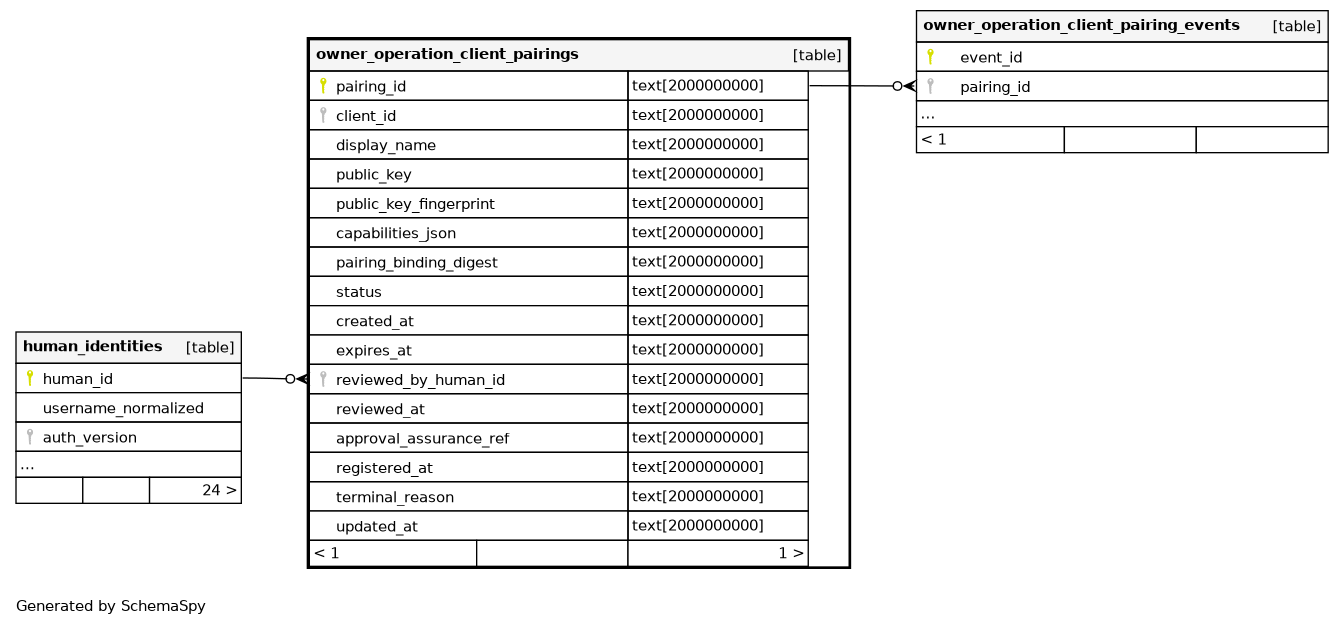 owner_operation_client_pairing_events [table]
event_id
pairing_id
...
< 1
owner_operation_client_pairings [table]
pairing_id text[2000000000]
client_id text[2000000000]
display_name text[2000000000]
public_key text[2000000000]
public_key_fingerprint text[2000000000]
capabilities_json text[2000000000]
pairing_binding_digest text[2000000000]
status text[2000000000]
created_at text[2000000000]
expires_at text[2000000000]
reviewed_by_human_id text[2000000000]
reviewed_at text[2000000000]
approval_assurance_ref text[2000000000]
registered_at text[2000000000]
terminal_reason text[2000000000]
updated_at text[2000000000]
< 1 1 >
human_identities [table]
human_id
username_normalized
auth_version
...
24 >
Generated by SchemaSpy